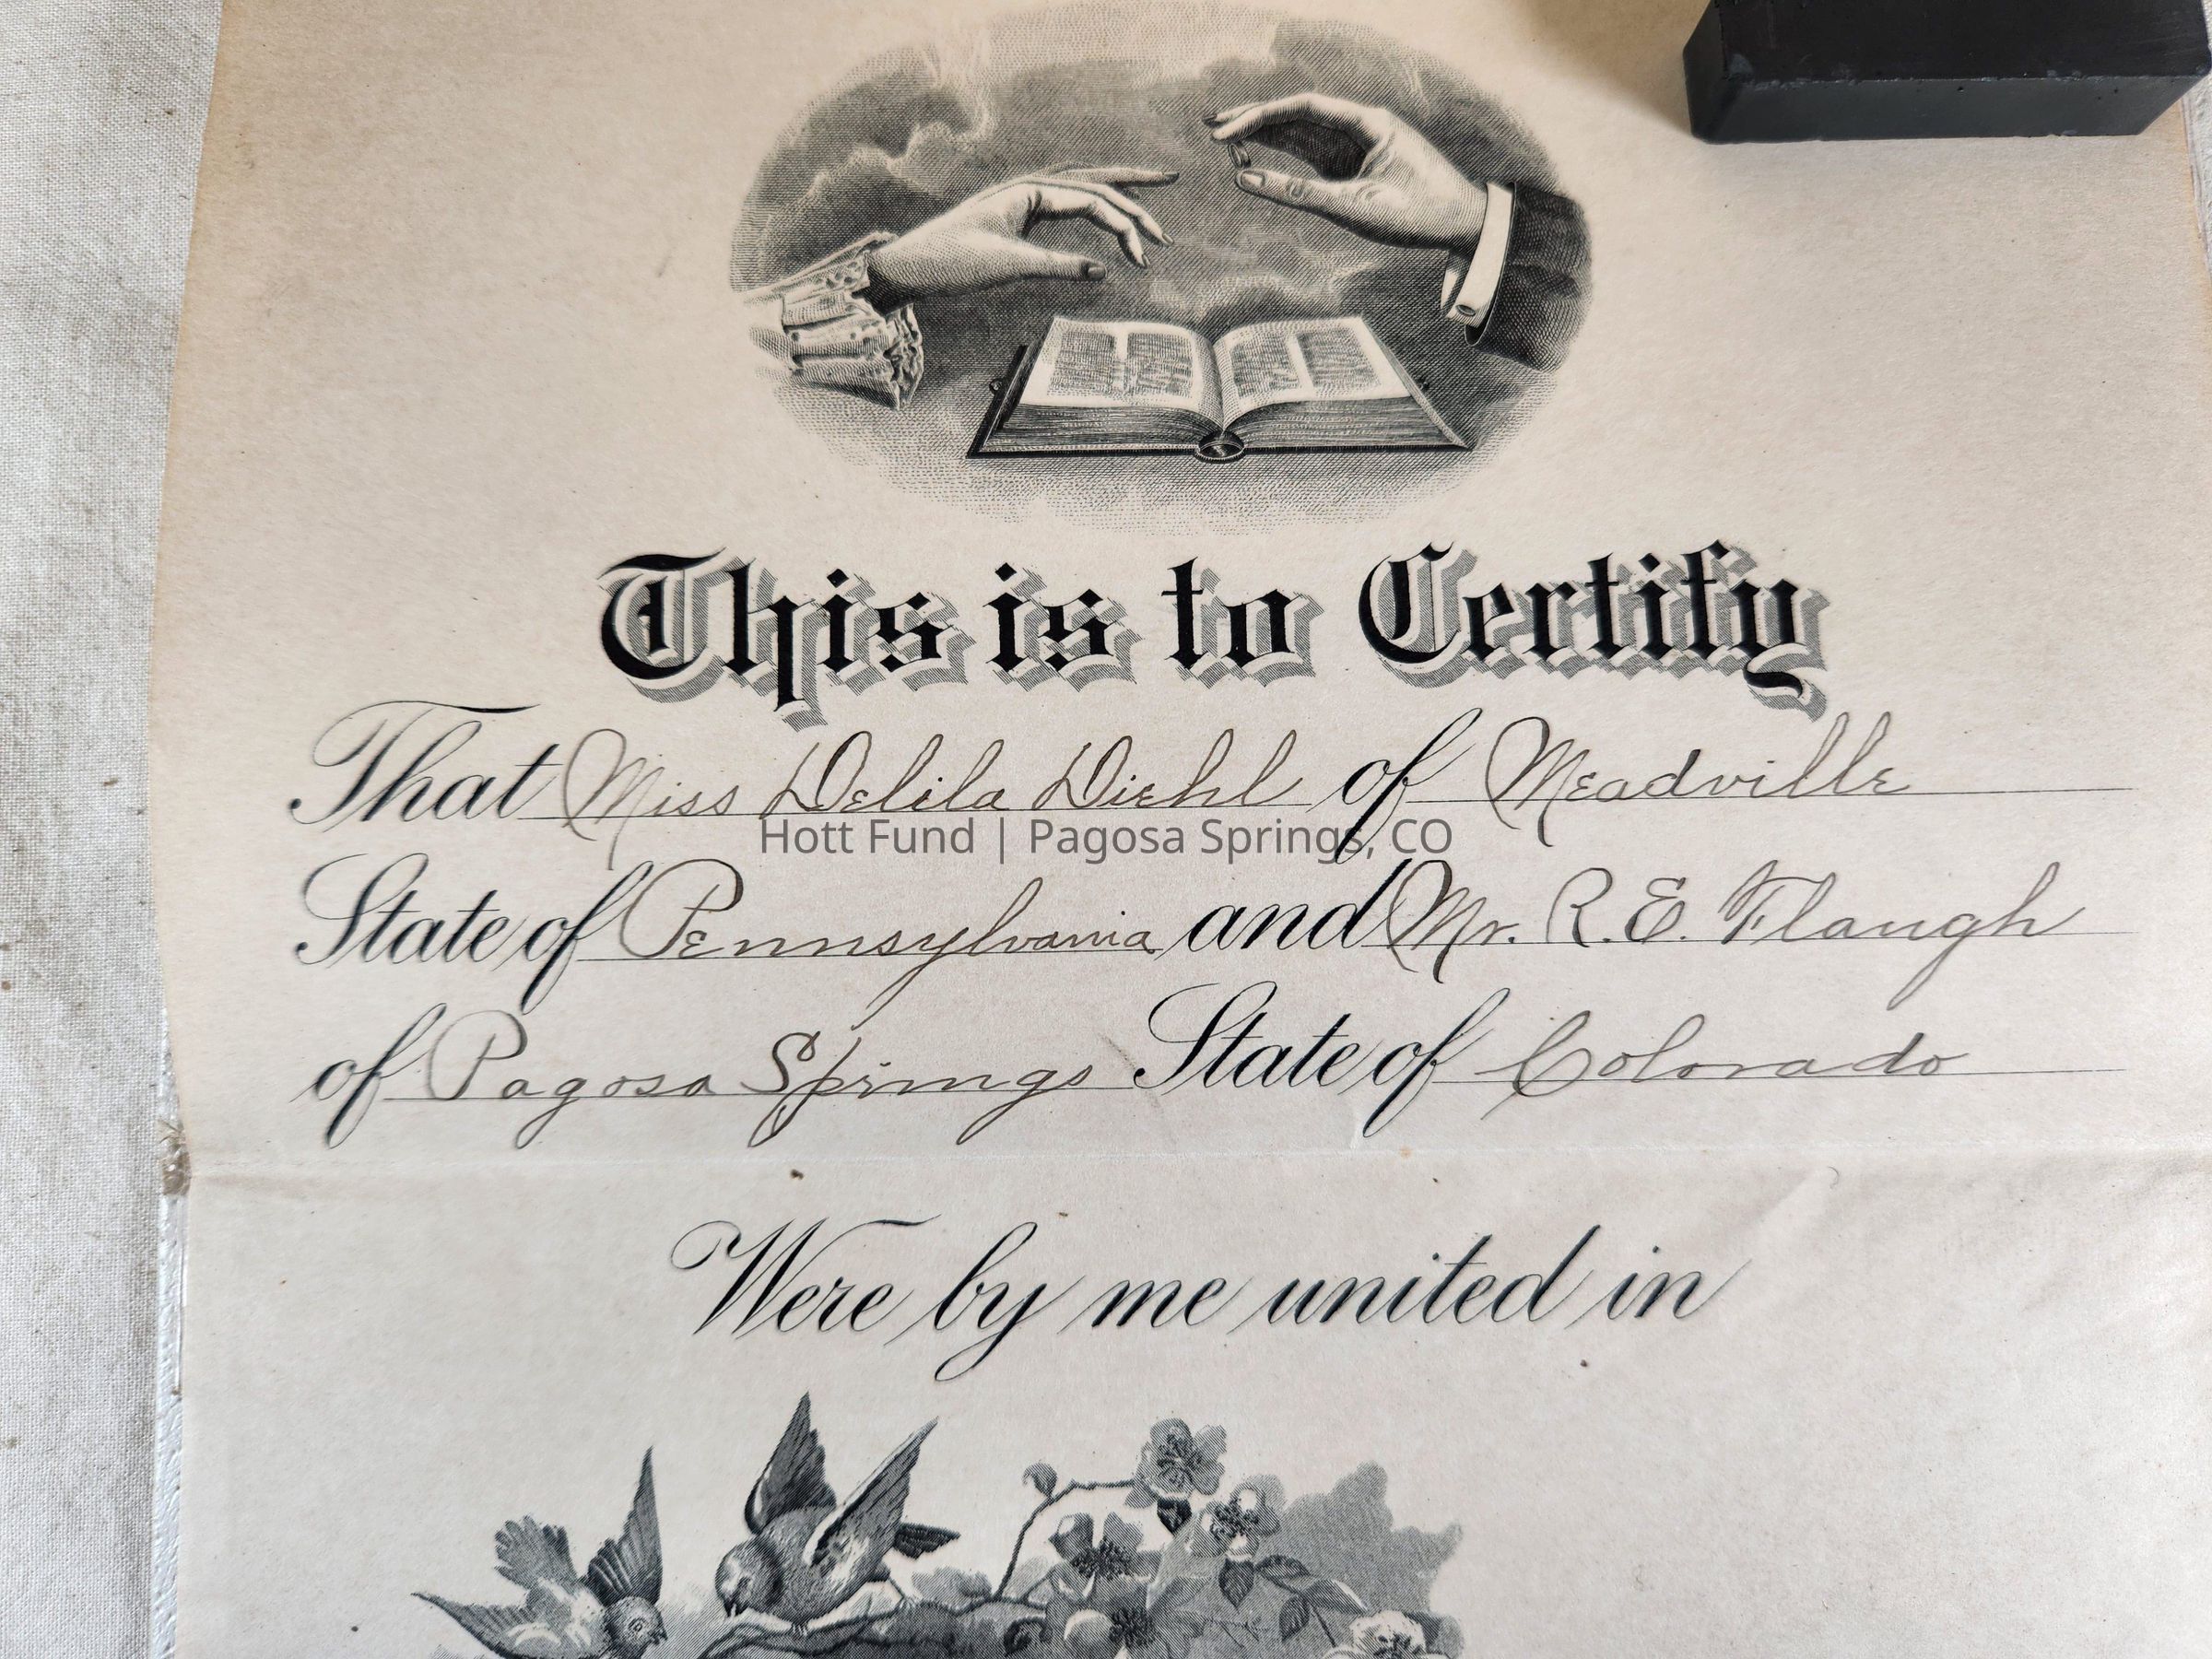 This is to Certify
That Miss Delila Diehl of Meadville
Hott Fund | Pagosa Springs, CO
State of Pennsylvania and Mr. R. E. Flaugh
of Pagosa Springs State of Colorado
Were by me united in